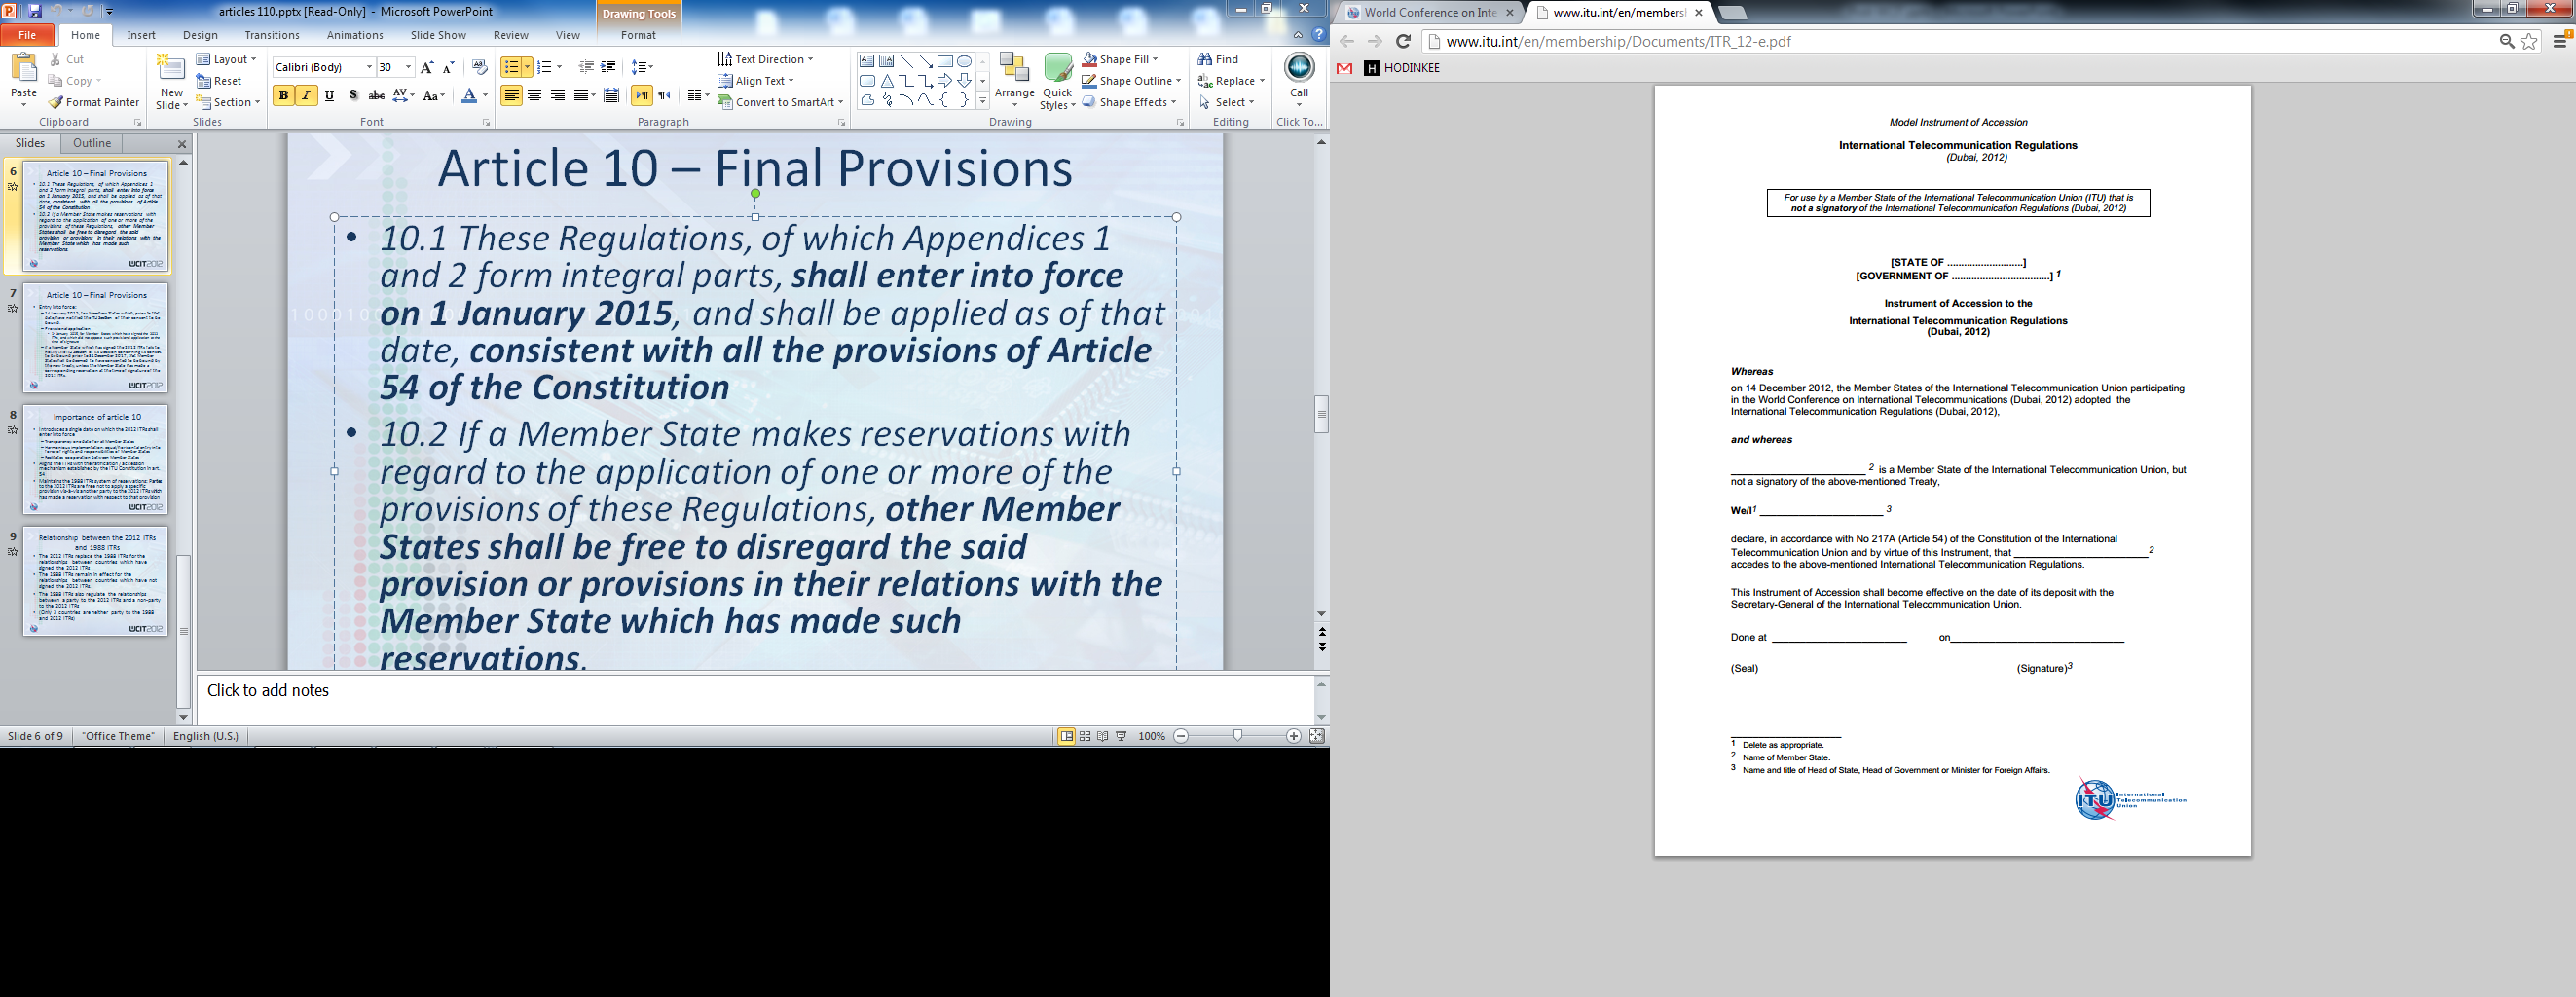 articles 110.pptx [Read-Only] - Microsoft PowerPoint
Drawing Tools
File Home Insert Design Transitions Animations Slide Show Review View Format
Paste
Cut
Copy
Format Painter
Clipboard
New
Slide
Layout
Reset
Section
Slides
Calibri (Body) 30
Font
Text Direction
Align Text
Convert to SmartArt
Paragraph
Arrange
Quick
Styles
Shape Fill
Shape Outline
Shape Effects
Drawing
Find
Replace
Select
Editing
Call
Click To...
Slides Outline
6
Article 10 – Final Provisions
7
Article 10 – Final Provisions
8
Importance of article 10
9
Relationship between the 2012 ITRs
and 1988 ITRs
Article 10 – Final Provisions
• 10.1 These Regulations, of which Appendices 1
and 2 form integral parts, shall enter into force
on 1 January 2015, and shall be applied as of that
date, consistent with all the provisions of Article
54 of the Constitution
• 10.2 If a Member State makes reservations with
regard to the application of one or more of the
provisions of these Regulations, other Member
States shall be free to disregard the said
provision or provisions in their relations with the
Member State which has made such
reservations.
Click to add notes
Slide 6 of 9 "Office Theme" English (U.S.) 100%
World Conference on Inte
www.itu.int/en/membersh
www.itu.int/en/membership/Documents/ITR_12-e.pdf
H HODINKEE
Model Instrument of Accession
International Telecommunication Regulations
(Dubai, 2012)
For use by a Member State of the International Telecommunication Union (ITU) that is
not a signatory of the International Telecommunication Regulations (Dubai, 2012)
[STATE OF ...........................]
[GOVERNMENT OF ...................................] 1
Instrument of Accession to the
International Telecommunication Regulations
(Dubai, 2012)
Whereas
on 14 December 2012, the Member States of the International Telecommunication Union participating
in the World Conference on International Telecommunications (Dubai, 2012) adopted the
International Telecommunication Regulations (Dubai, 2012),
and whereas
________________________ 2 is a Member State of the International Telecommunication Union, but
not a signatory of the above-mentioned Treaty,
We/I1 ______________________ 3
declare, in accordance with No 217A (Article 54) of the Constitution of the International
Telecommunication Union and by virtue of this Instrument, that ________________________2
accedes to the above-mentioned International Telecommunication Regulations.
This Instrument of Accession shall become effective on the date of its deposit with the
Secretary-General of the International Telecommunication Union.
Done at ________________________ on_______________________________
(Seal) (Signature)3
1 Delete as appropriate.
2 Name of Member State.
3 Name and title of Head of State, Head of Government or Minister for Foreign Affairs.
ITU
International
Telecommunication
Union